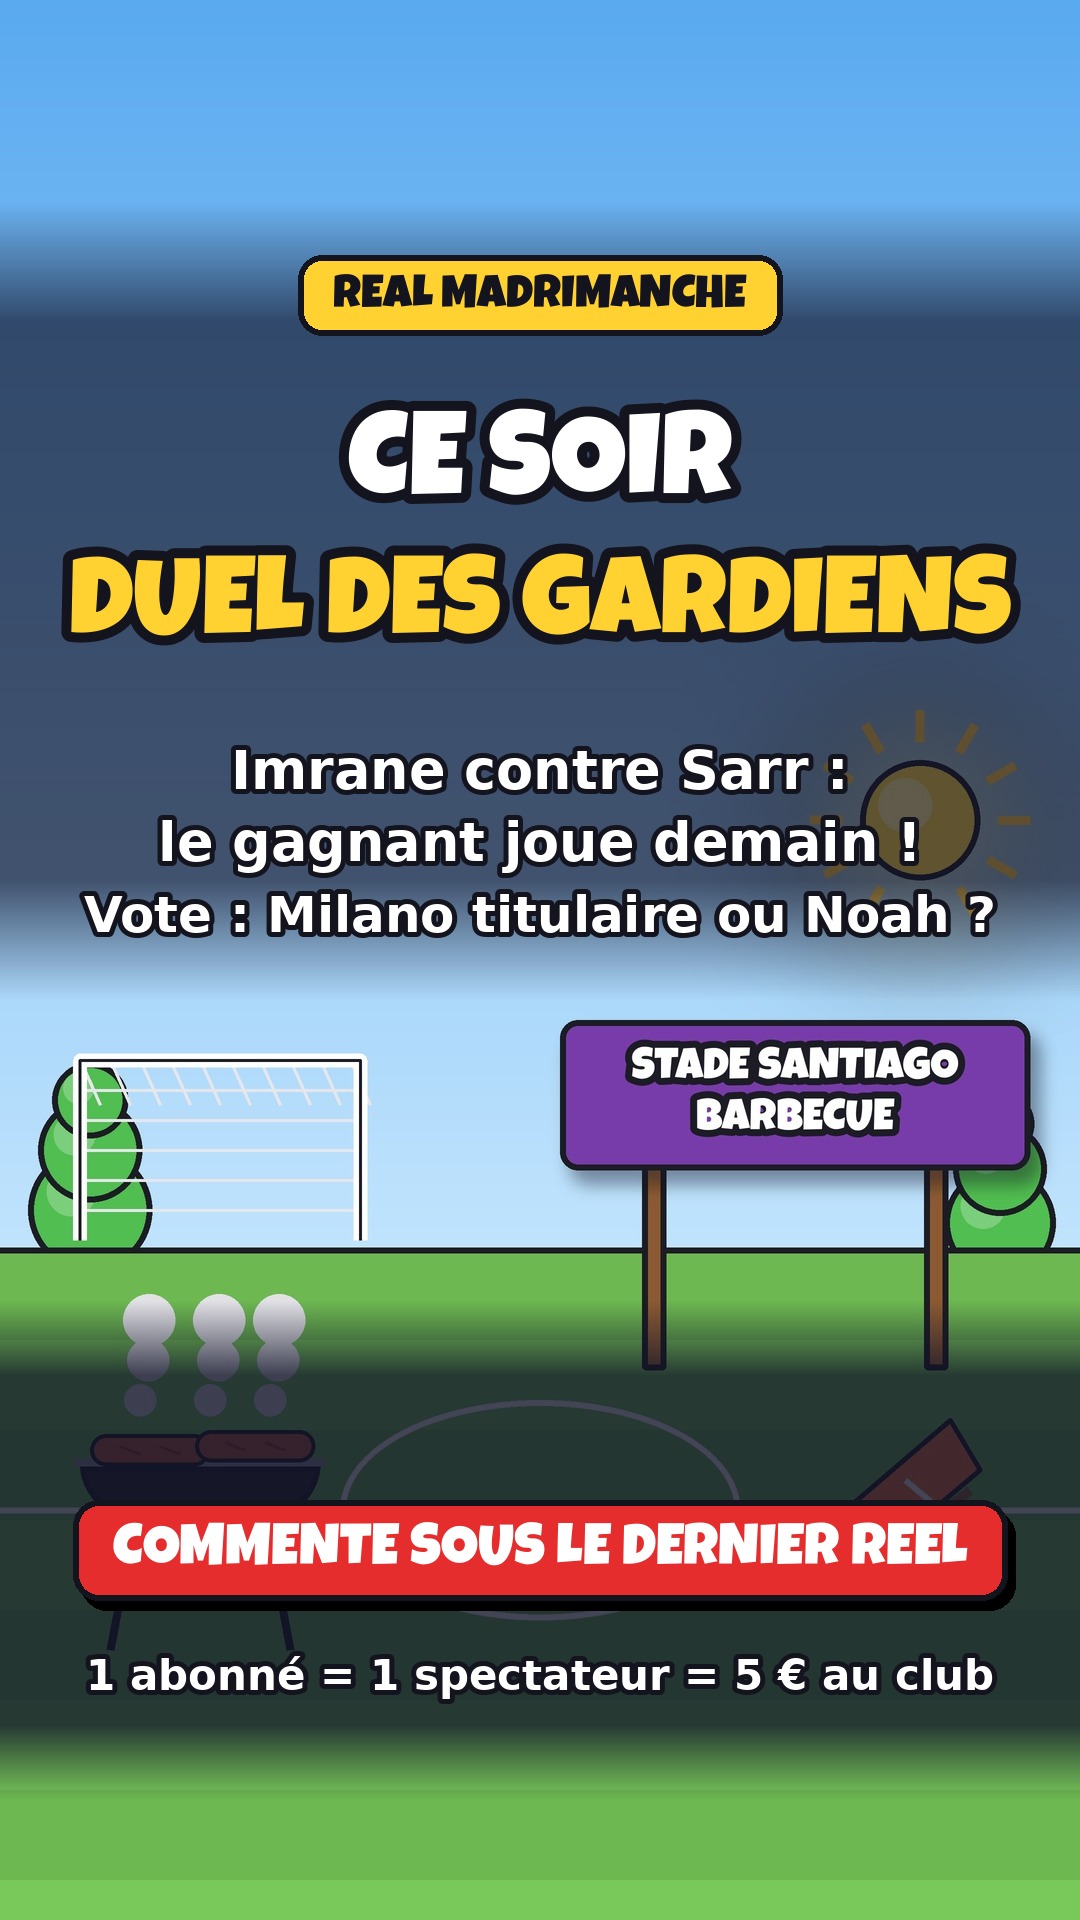 REAL MADRIMANCHE
CE SOIR
DUEL DES GARDIENS
Imrane contre Sarr :
le gagnant joue demain !
Vote : Milano titulaire ou Noah ?
STADE SANTIAGO
BARBECUE
COMMENTE SOUS LE DERNIER REEL
1 abonné = 1 spectateur = 5 € au club